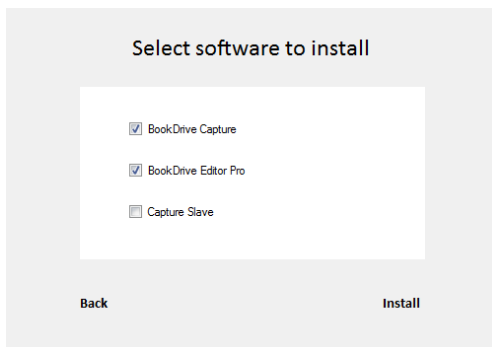 Select software to install
BookDrive Capture
BookDrive Editor Pro
Capture Slave
Back
Install